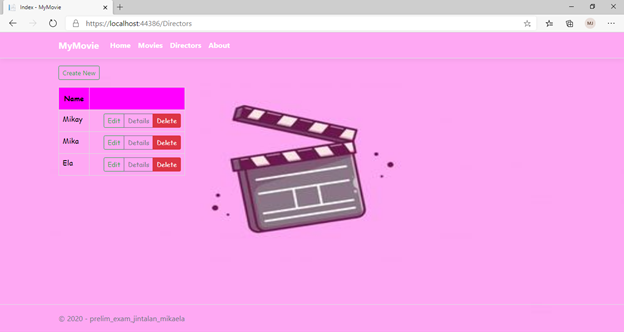 Index - MyMovie
https://localhost:44386/Directors
MJ
MyMovie Home Movies Directors About
Create New
Name
Mikay Edit Details Delete
Mika Edit Details Delete
Ela Edit Details Delete
© 2020 - prelim_exam_jintalan_mikaela